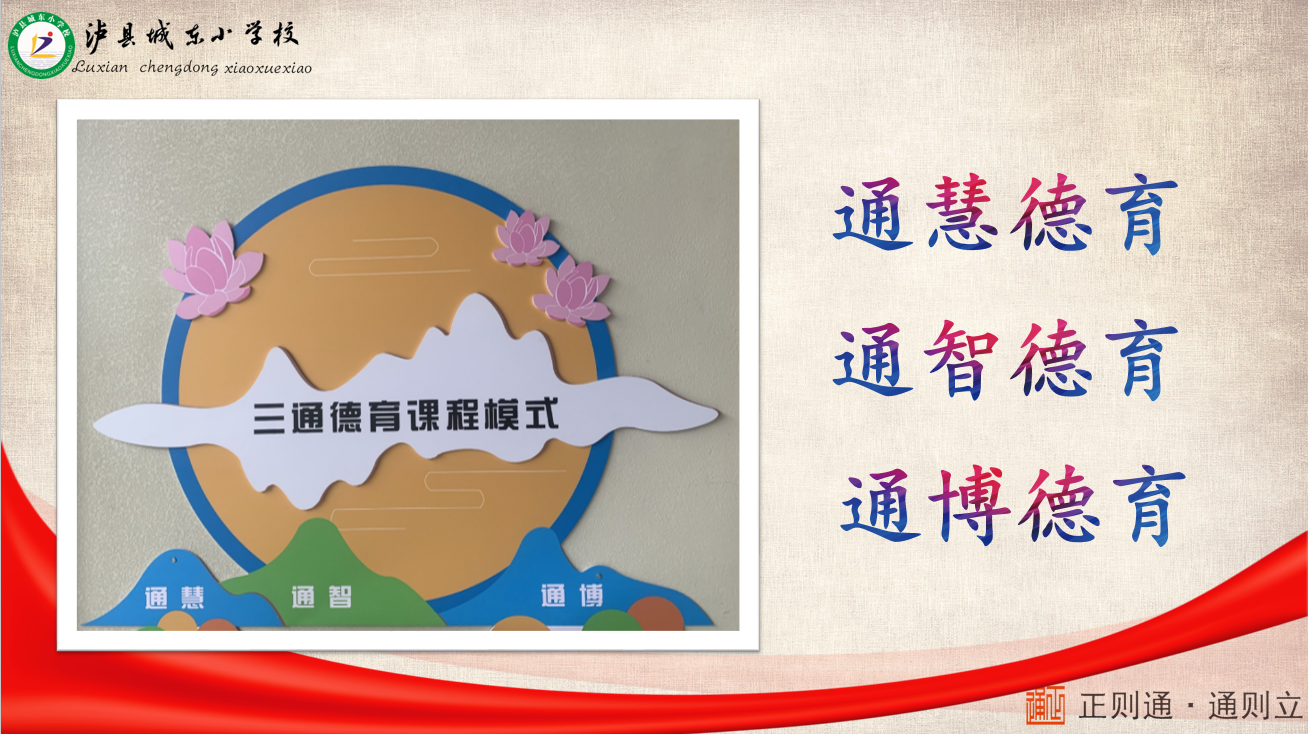 泸县城东小学校
Luxian chengdong xiaoxuexiao
三通德育课程模式
通慧
通智
通博
通慧德育
通智德育
通博德育
正则通·通则立